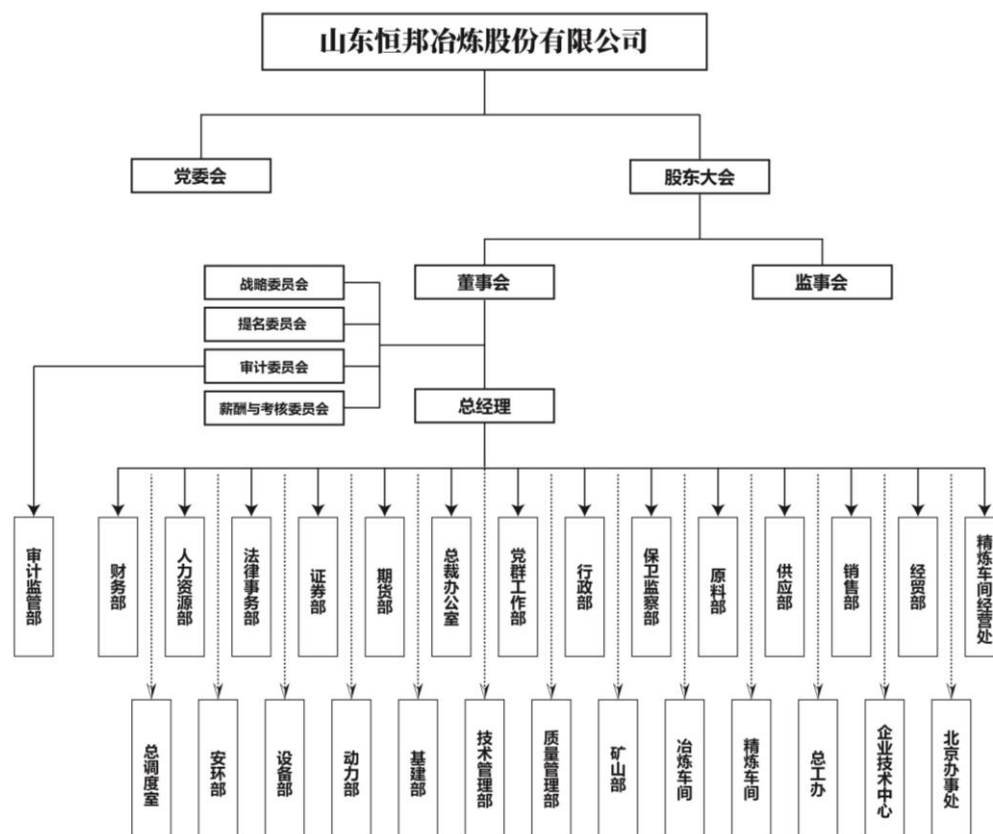 山东恒邦冶炼股份有限公司
党委会
股东大会
董事会
监事会
战略委员会
提名委员会
审计委员会
薪酬与考核委员会
总经理
审计监管部
财务部
人力资源部
法律事务部
证券部
期货部
总裁办公室
党群工作部
行政部
保卫监察部
原料部
供应部
销售部
经贸部
精炼车间经营处
总调度室
安环部
设备部
动力部
基建部
技术管理部
质量管理部
矿山部
冶炼车间
精炼车间
总工办
企业技术中心
北京办事处